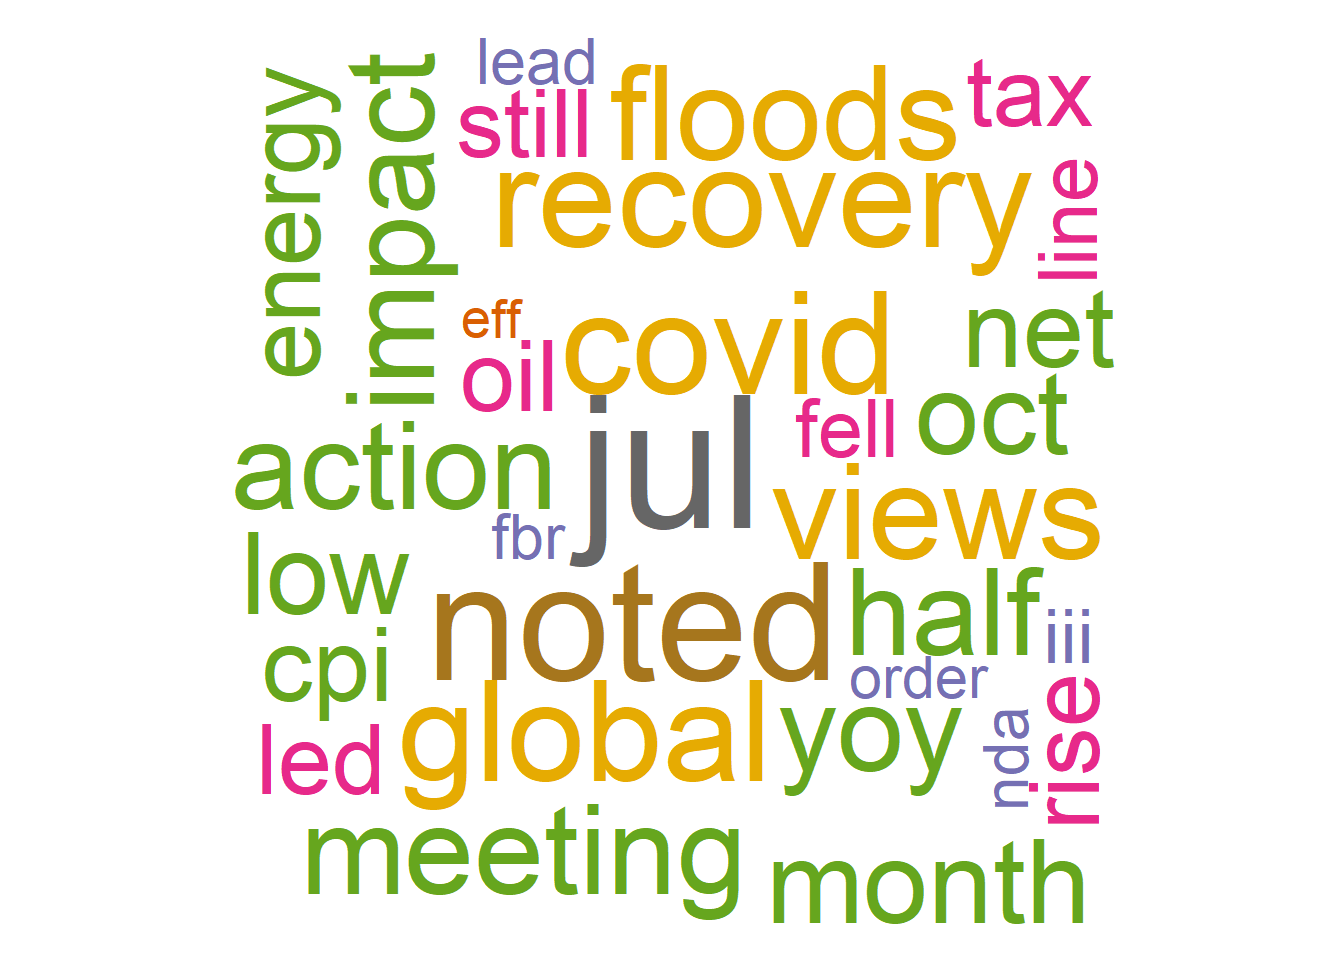 lead
still
floods
tax
energy
impact
recovery
line
eff
covid
net
oil
jul
fell
oct
action
views
fbr
low
noted
half
iii
cpi
order
global
yoy
nda
rise
led
meeting
month